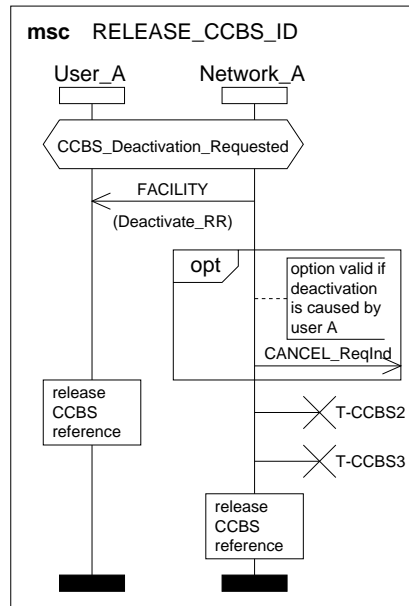 msc RELEASE_CCBS_ID
User_A Network_A
CCBS_Deactivation_Requested
FACILITY
(Deactivate_RR)
opt
option valid if
deactivation
is caused by
user A
CANCEL_ReqInd
release
CCBS
reference
T-CCBS2
T-CCBS3
release
CCBS
reference